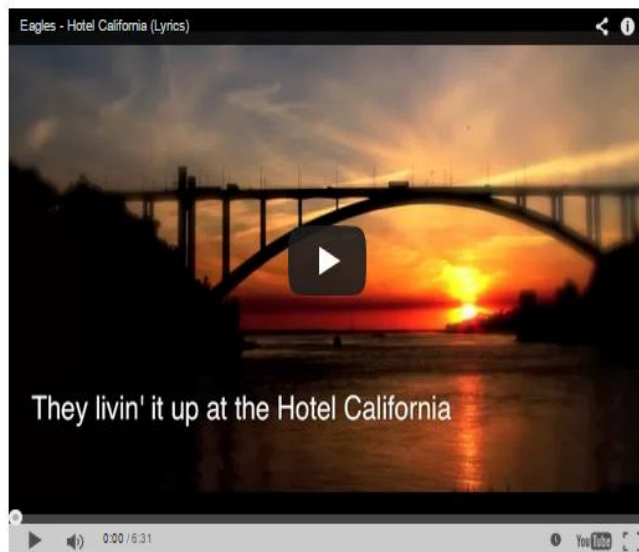 Eagles - Hotel California (Lyrics)
They livin' it up at the Hotel California
0:00 / 6:31
YouTube